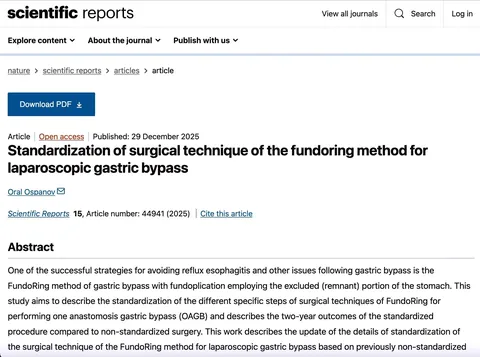 scientific reports
View all journals
Search
Log in
Explore content
About the journal
Publish with us
nature > scientific reports > articles > article
Download PDF
Article | Open access | Published: 29 December 2025
Standardization of surgical technique of the fundoring method for
laparoscopic gastric bypass
Oral Ospanov
Scientific Reports 15, Article number: 44941 (2025) | Cite this article
Abstract
One of the successful strategies for avoiding reflux esophagitis and other issues following gastric bypass is the
FundoRing method of gastric bypass with fundoplication employing the excluded (remnant) portion of the stomach. This
study aims to describe the standardization of the different specific steps of surgical techniques of FundoRing for
performing one anastomosis gastric bypass (OAGB) and describes the two-year outcomes of the standardized
procedure compared to non-standardized surgery. This work describes the update of the details of standardization of
the surgical technique of the FundoRing method for laparoscopic gastric bypass based on previously non-standardized